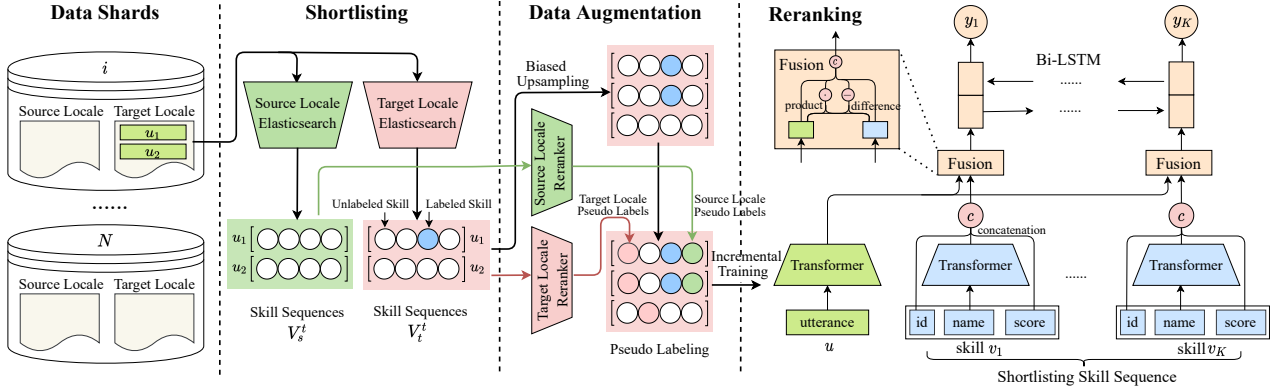 Data Shards
i
Source Locale
Target Locale
u1
u2
......
N
Source Locale
Target Locale
Shortlisting
Source Locale
Elasticsearch
Target Locale
Elasticsearch
Unlabeled Skill
Labeled Skill
u1
u2
u1
u2
Skill Sequences
V_s^t
Skill Sequences
V_t^t
Data Augmentation
Biased
Upsampling
Source Locale
Reranker
Target Locale
Reranker
Target Locale
Pseudo Labels
Source Locale
Pseudo Labels
Pseudo Labeling
Incremental
Training
Reranking
Fusion
c
product
·
−
difference
y1
yK
Bi-LSTM
......
......
Fusion
Fusion
c
concatenation
c
Transformer
Transformer
......
Transformer
utterance
u
id
name
score
skill v1
id
name
score
skill vK
Shortlisting Skill Sequence